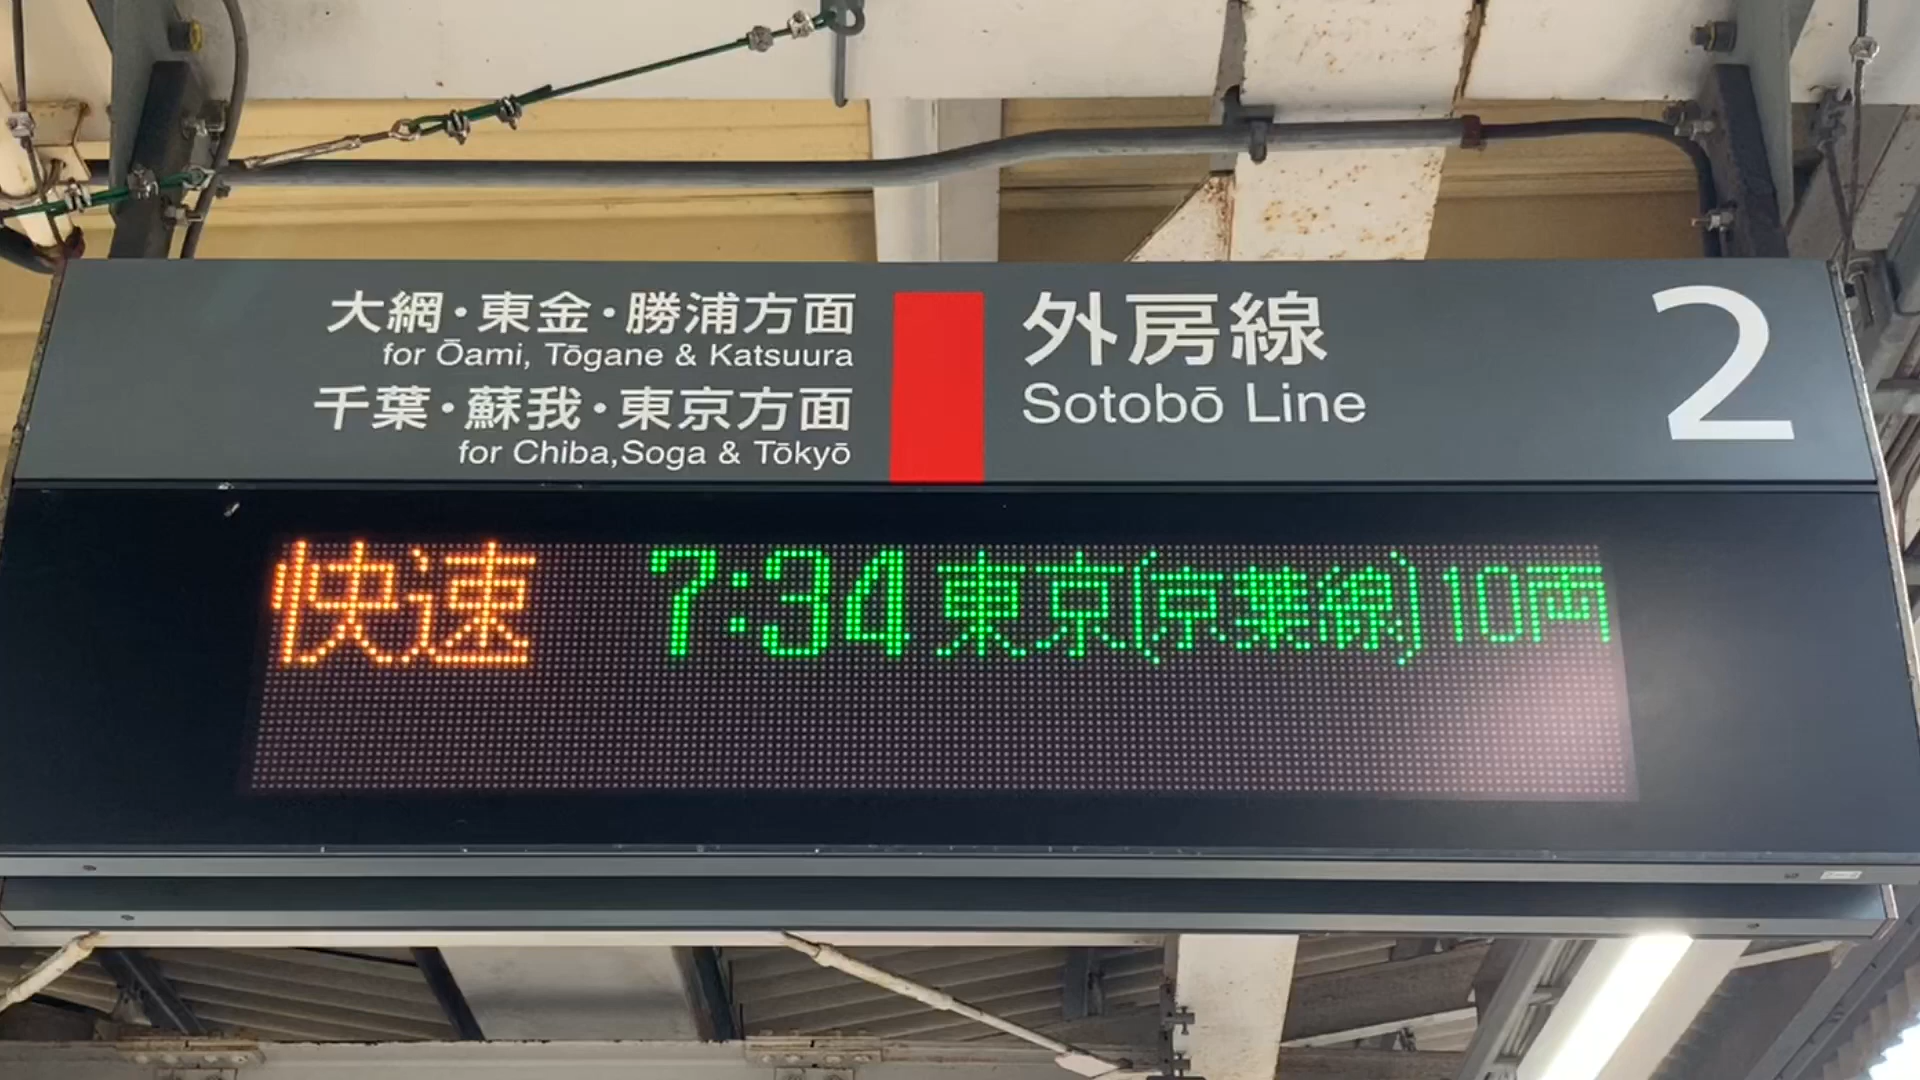 大網・東金・勝浦方面
for Ōami, Tōgane & Katsuura
千葉・蘇我・東京方面
for Chiba,Soga & Tōkyō
外房線
Sotobō Line
2
快速 7:34 東京(京葉線) 10両